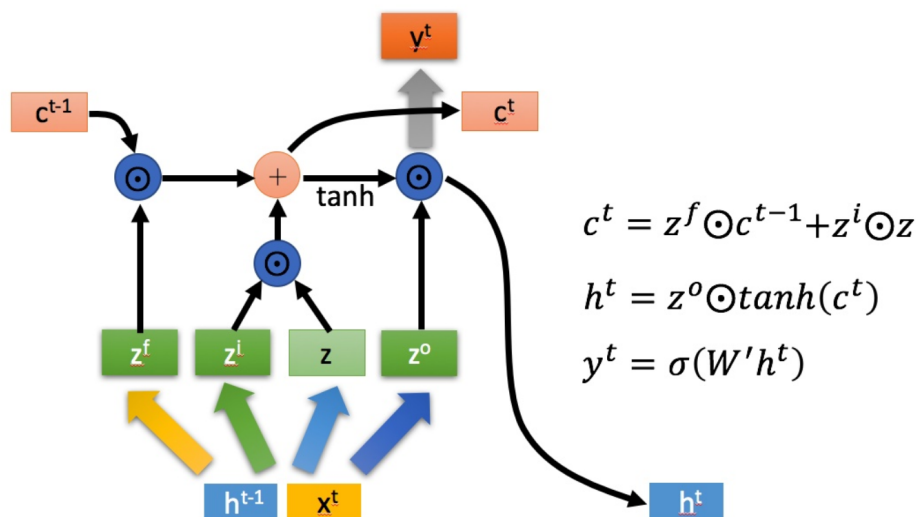 yᵗ
cᵗ⁻¹
cᵗ
⊙
+
tanh
⊙
⊙
cᵗ = zᶠ⊙cᵗ⁻¹+zⁱ⊙z
hᵗ = zᵒ⊙tanh(cᵗ)
yᵗ = σ(W′hᵗ)
zᶠ
zⁱ
z
zᵒ
hᵗ⁻¹
xᵗ
hᵗ